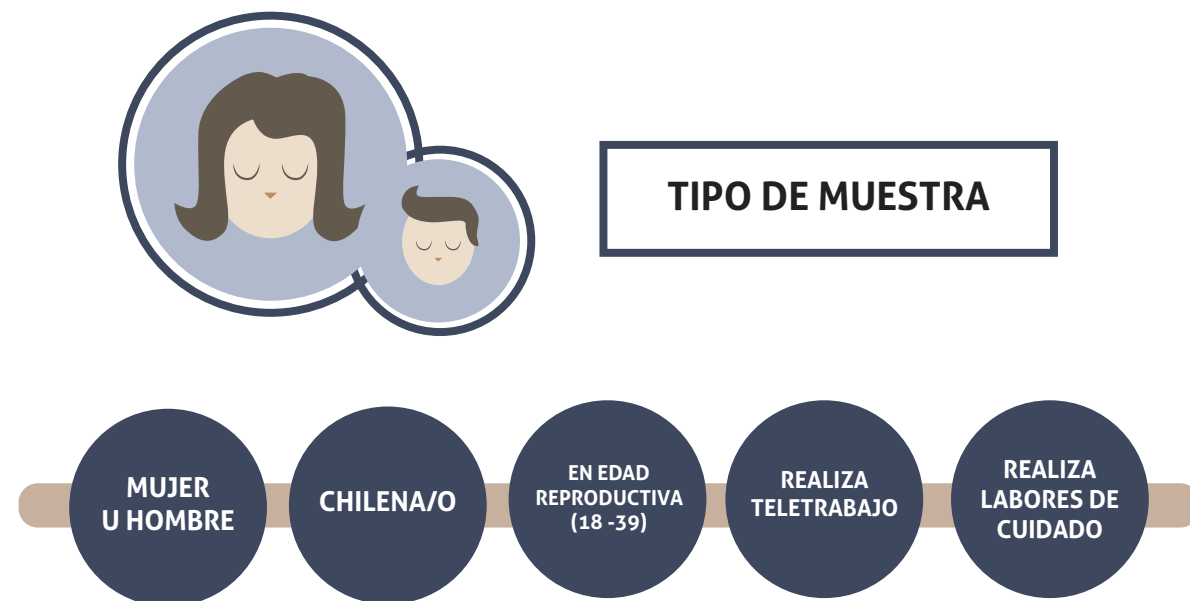 TIPO DE MUESTRA
MUJER
U HOMBRE
CHILENA/O
EN EDAD
REPRODUCTIVA
(18 -39)
REALIZA
TELETRABAJO
REALIZA
LABORES DE
CUIDADO